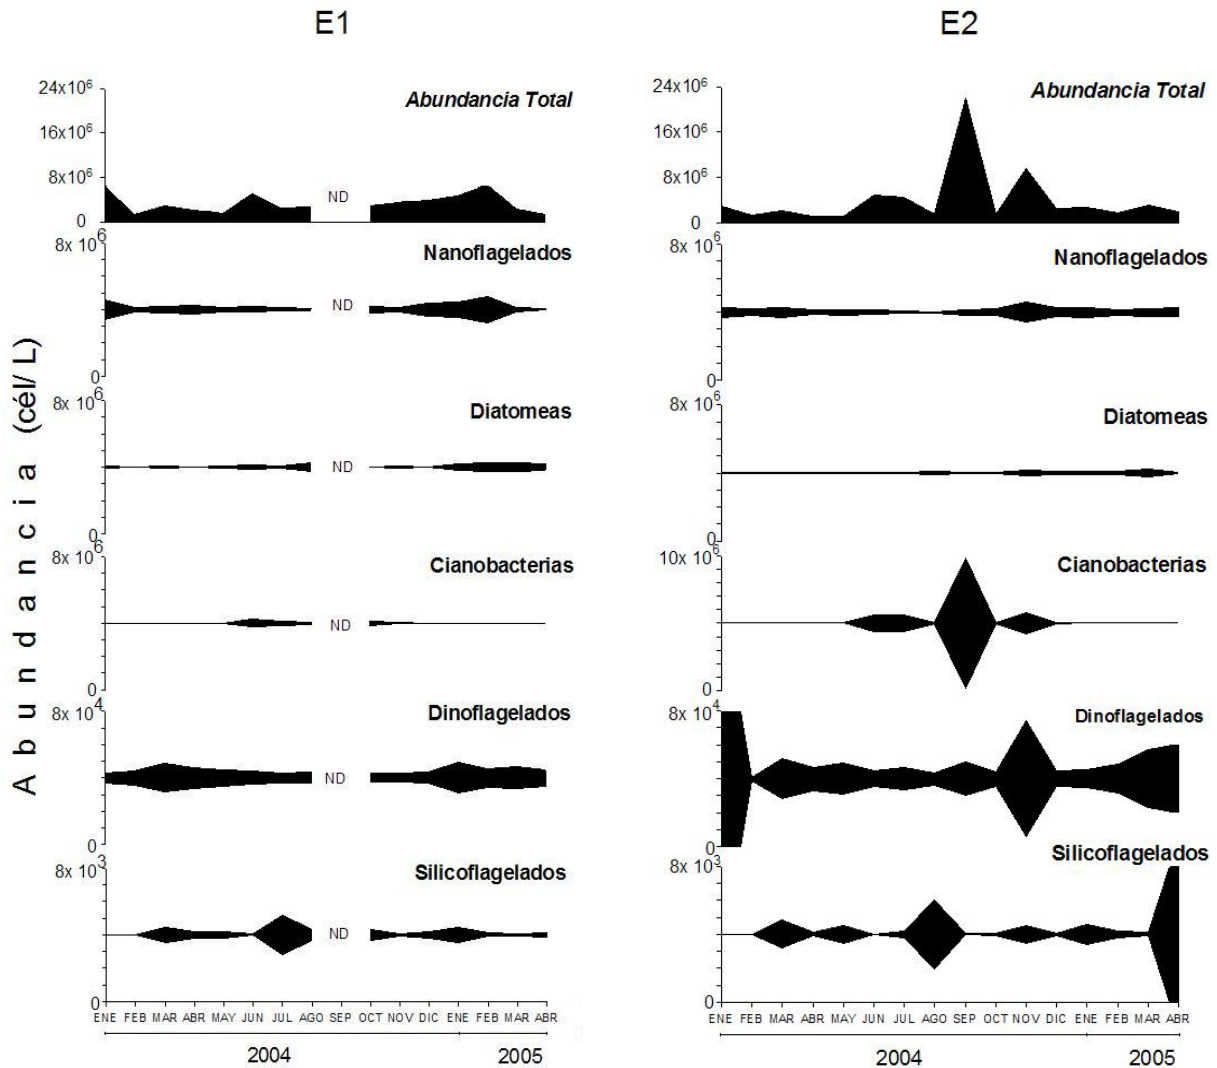 E1
E2
Abundancia (cél/ L)
24x10⁶
16x10⁶
8x10⁶
0
Abundancia Total
ND
8x 10⁶
0
Nanoflagelados
ND
8x 10⁶
0
Diatomeas
ND
8x 10⁶
0
Cianobacterias
ND
8x 10⁴
0
Dinoflagelados
ND
8x 10³
0
Silicoflagelados
ND
ENE FEB MAR ABR MAY JUN JUL AGO SEP OCT NOV DIC ENE FEB MAR ABR
2004 2005
24x10⁶
16x10⁶
8x10⁶
0
Abundancia Total
8x 10⁶
0
Nanoflagelados
8x 10⁶
0
Diatomeas
10x 10⁶
0
Cianobacterias
8x 10⁴
0
Dinoflagelados
8x 10³
0
Silicoflagelados
ENE FEB MAR ABR MAY JUN JUL AGO SEP OCT NOV DIC ENE FEB MAR ABR
2004 2005